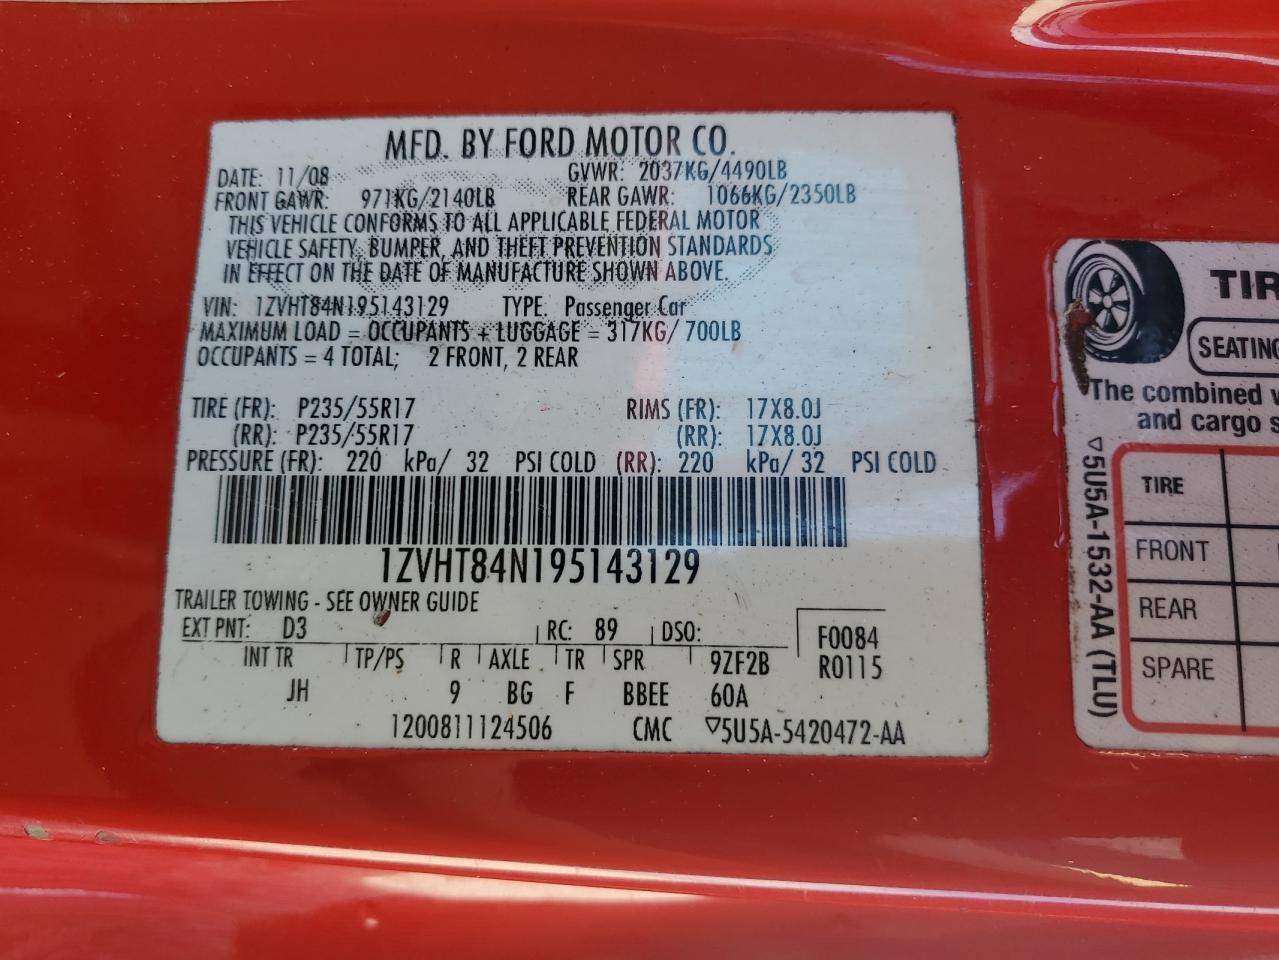 MFD. BY FORD MOTOR CO.
DATE: 11/08 GVWR: 2037KG/4490LB
FRONT GAWR: 971KG/2140LB REAR GAWR: 1066KG/2350LB
THIS VEHICLE CONFORMS TO ALL APPLICABLE FEDERAL MOTOR
VEHICLE SAFETY, BUMPER, AND THEFT PREVENTION STANDARDS
IN EFFECT ON THE DATE OF MANUFACTURE SHOWN ABOVE.
VIN: 1ZVHT84N195143129 TYPE: Passenger Car
MAXIMUM LOAD = OCCUPANTS + LUGGAGE = 317KG/ 700LB
OCCUPANTS = 4 TOTAL; 2 FRONT, 2 REAR
TIRE (FR): P235/55R17 RIMS (FR): 17X8.0J
(RR): P235/55R17 (RR): 17X8.0J
PRESSURE (FR): 220 kPa/ 32 PSI COLD (RR): 220 kPa/ 32 PSI COLD
1ZVHT84N195143129
TRAILER TOWING - SEE OWNER GUIDE
EXT PNT: D3 RC: 89 DSO: F0084
INT TR TP/PS R AXLE TR SPR 9ZF2B R0115
JH 9 BG F BBEE 60A
1200811124506 CMC ▽5U5A-5420472-AA
TIR
SEATING
The combined w
and cargo s
TIRE
FRONT
REAR
SPARE
▽5U5A-1532-AA (TLU)